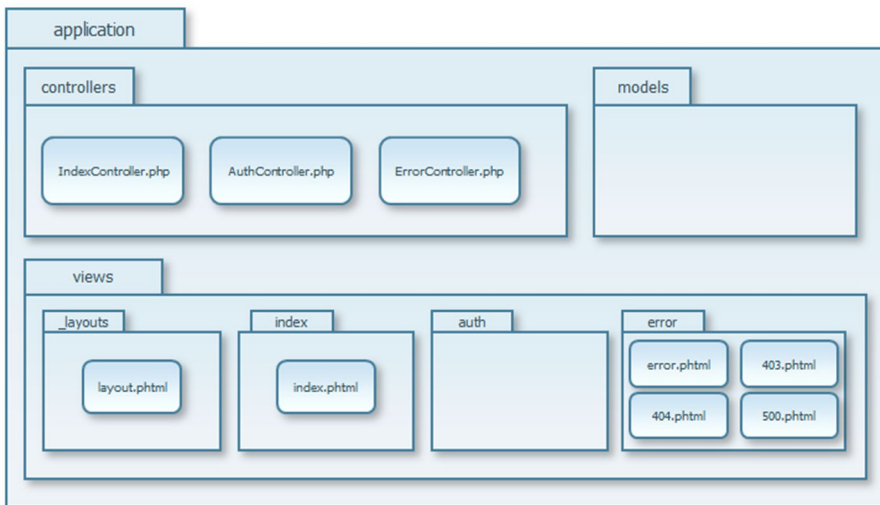 application
controllers
models
IndexController.php
AuthController.php
ErrorController.php
views
_layouts
index
auth
error
layout.phtml
index.phtml
error.phtml
403.phtml
404.phtml
500.phtml